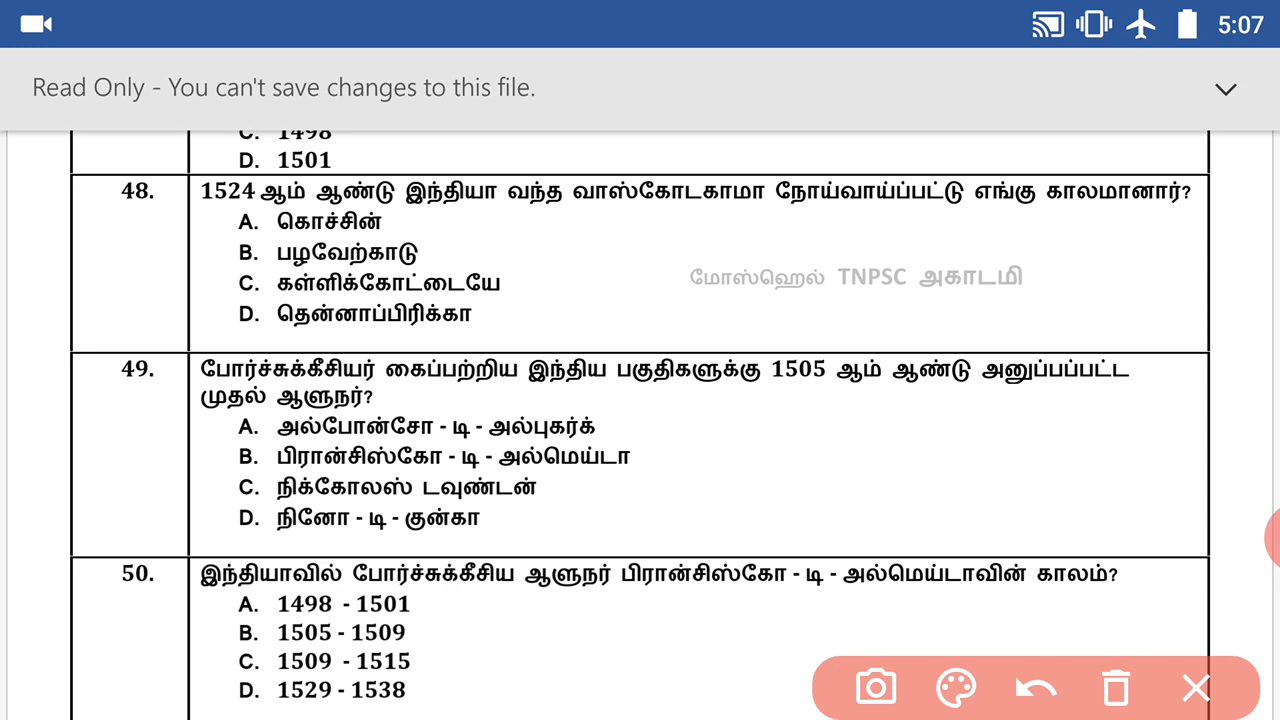 5:07
Read Only - You can't save changes to this file.
C. 1498
D. 1501
48. 1524 ஆம் ஆண்டு இந்தியா வந்த வாஸ்கோடகாமா நோய்வாய்ப்பட்டு எங்கு காலமானார்?
A. கொச்சின்
B. பழவேற்காடு
C. கள்ளிக்கோட்டையே
மோஸ்ஹெல் TNPSC அகாடமி
D. தென்னாப்பிரிக்கா
49. போர்ச்சுக்கீசியர் கைப்பற்றிய இந்திய பகுதிகளுக்கு 1505 ஆம் ஆண்டு அனுப்பப்பட்ட
முதல் ஆளுநர்?
A. அல்போன்சோ - டி - அல்புகர்க்
B. பிரான்சிஸ்கோ - டி - அல்மெய்டா
C. நிக்கோலஸ் டவுண்டன்
D. நினோ - டி - குன்கா
50. இந்தியாவில் போர்ச்சுக்கீசிய ஆளுநர் பிரான்சிஸ்கோ - டி - அல்மெய்டாவின் காலம்?
A. 1498 - 1501
B. 1505 - 1509
C. 1509 - 1515
D. 1529 - 1538